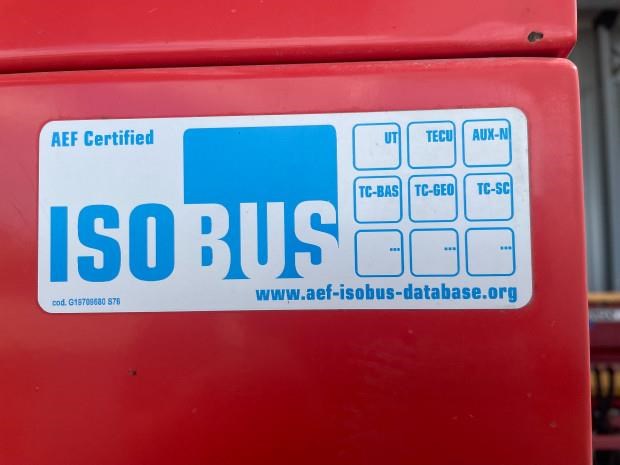 AEF Certified
ISOBUS
UT TECU AUX-N
TC-BAS TC-GEO TC-SC
... ... ...
www.aef-isobus-database.org
cod. G19709680 S76